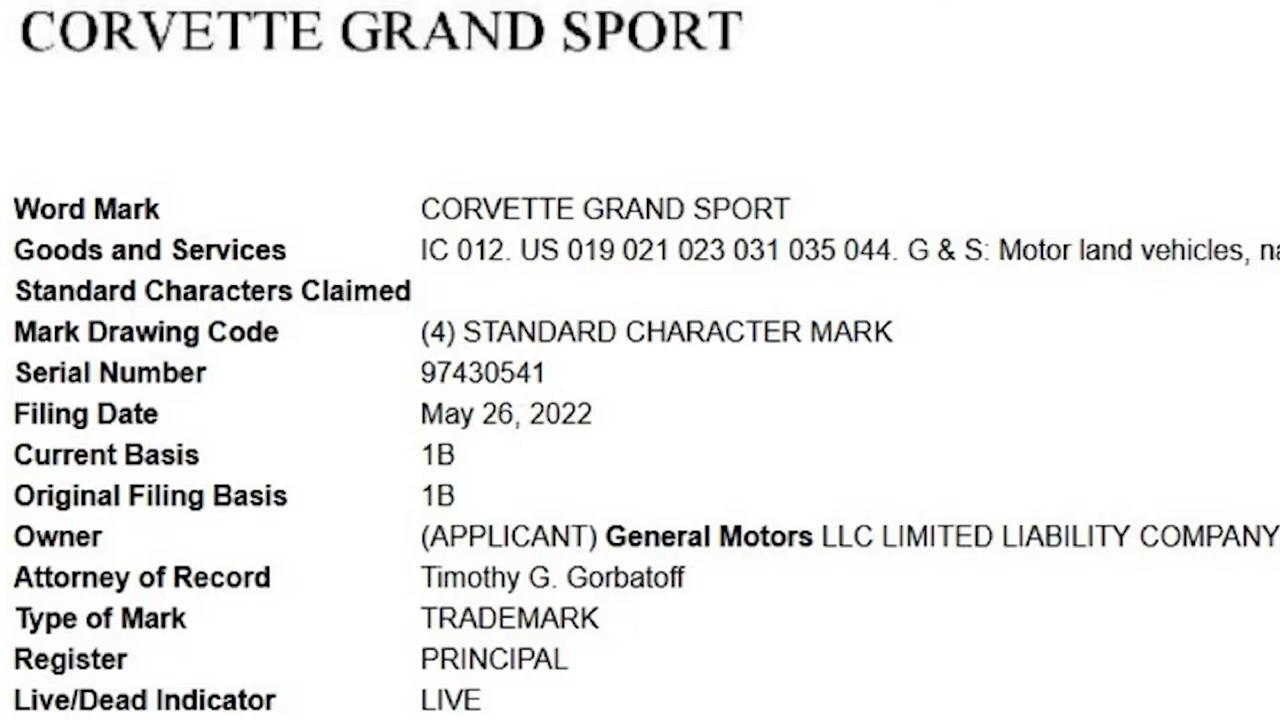 CORVETTE GRAND SPORT
Word Mark CORVETTE GRAND SPORT
Goods and Services IC 012. US 019 021 023 031 035 044. G & S: Motor land vehicles,
Standard Characters Claimed
Mark Drawing Code (4) STANDARD CHARACTER MARK
Serial Number 97430541
Filing Date May 26, 2022
Current Basis 1B
Original Filing Basis 1B
Owner (APPLICANT) General Motors LLC LIMITED LIABILITY COMPANY
Attorney of Record Timothy G. Gorbatoff
Type of Mark TRADEMARK
Register PRINCIPAL
Live/Dead Indicator LIVE